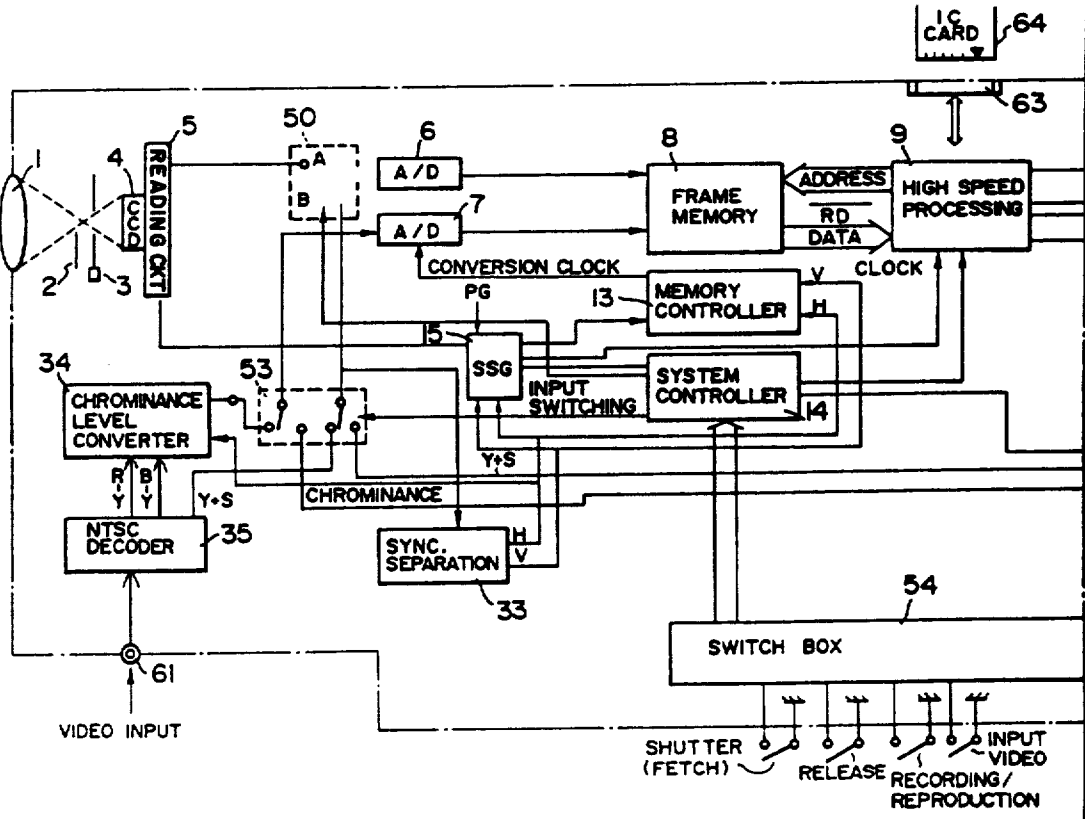 IC
CARD
64
63
5
50
6
8
9
1
4
A
A/D
FRAME
MEMORY
ADDRESS
HIGH SPEED
PROCESSING
CCD
READING CKT
B
7
A/D
RD
DATA
2
3
CONVERSION CLOCK
CLOCK
PG
13
MEMORY
CONTROLLER
V
H
5
SSG
34
53
CHROMINANCE
LEVEL
CONVERTER
INPUT
SWITCHING
SYSTEM
CONTROLLER
14
R-Y
B-Y
Y+S
Y+S
CHROMINANCE
NTSC
DECODER
35
SYNC.
SEPARATION
H
V
33
54
SWITCH BOX
61
VIDEO INPUT
SHUTTER
(FETCH)
RELEASE
RECORDING/
REPRODUCTION
INPUT
VIDEO